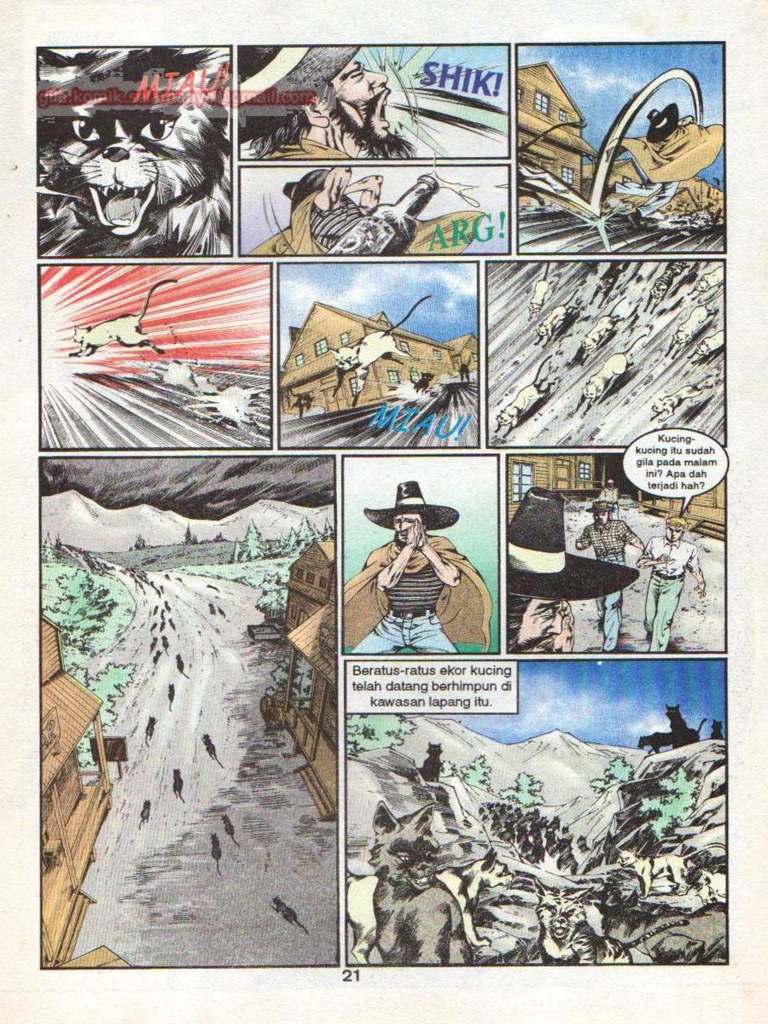 MIAU!
SHIK!
ARG!
MIAU!
Kucing-
kucing itu sudah
gila pada malam
ini? Apa dah
terjadi hah?
Beratus-ratus ekor kucing
telah datang berhimpun di
kawasan lapang itu.
21